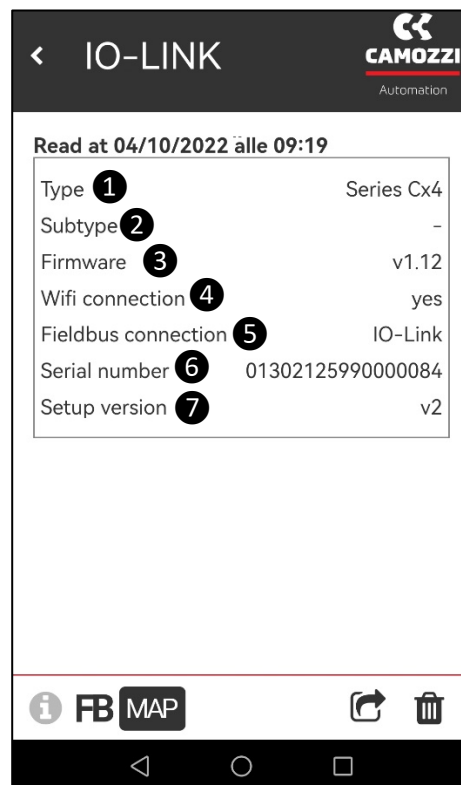 ‹ IO-LINK
CAMOZZI
Automation
Read at 04/10/2022 alle 09:19
Type 1 Series Cx4
Subtype 2 -
Firmware 3 v1.12
Wifi connection 4 yes
Fieldbus connection 5 IO-Link
Serial number 6 01302125990000084
Setup version 7 v2
i FB MAP